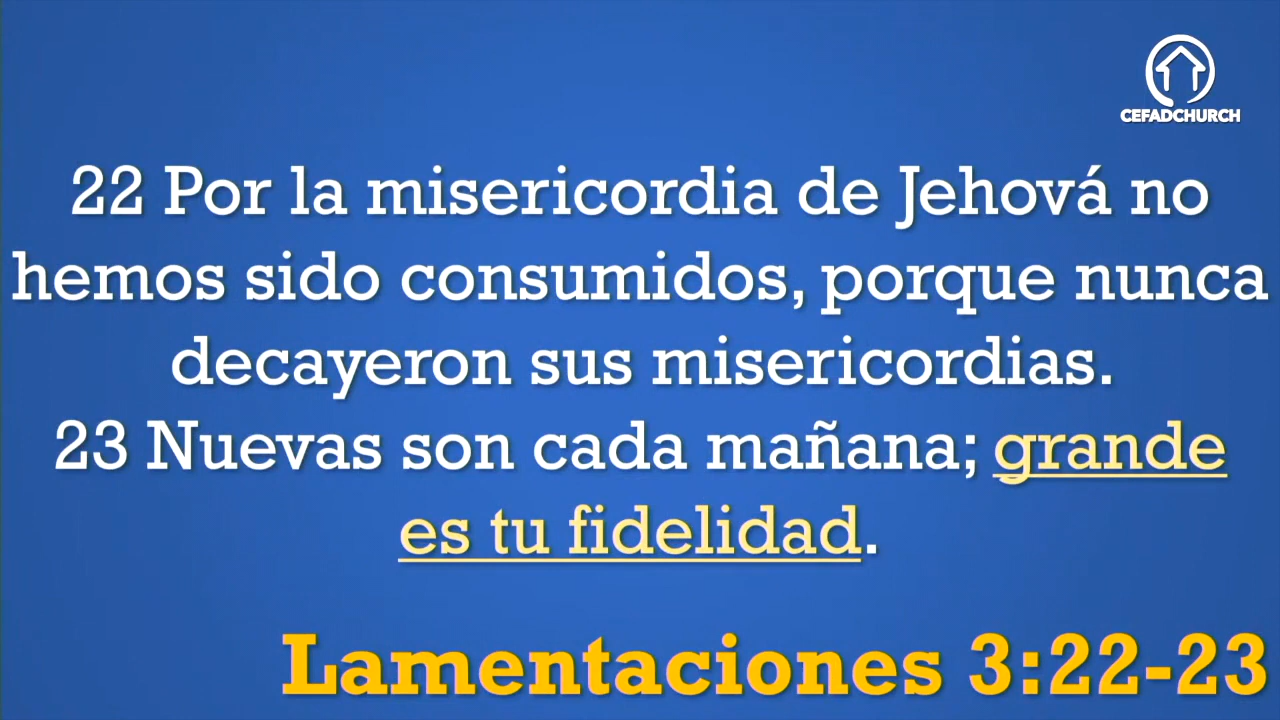 CEFADCHURCH
22 Por la misericordia de Jehová no
hemos sido consumidos, porque nunca
decayeron sus misericordias.
23 Nuevas son cada mañana; grande
es tu fidelidad.
Lamentaciones 3:22-23